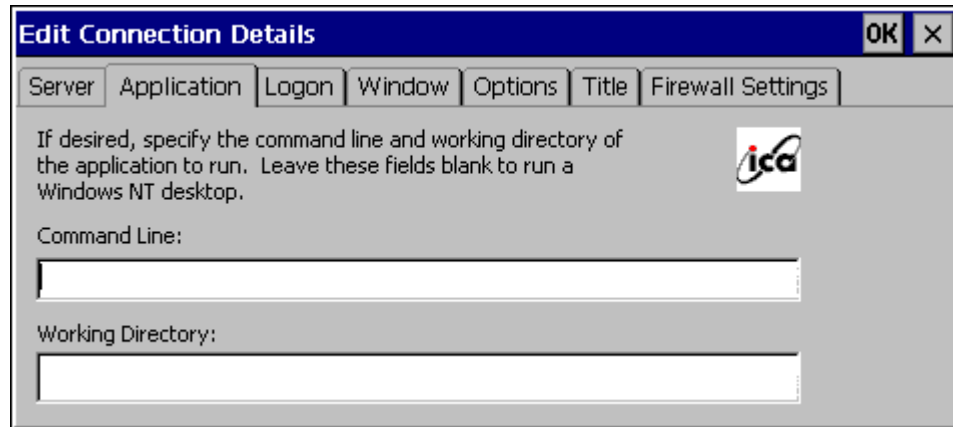 Edit Connection Details OK ×
Server Application Logon Window Options Title Firewall Settings
If desired, specify the command line and working directory of
the application to run. Leave these fields blank to run a
Windows NT desktop.
ica
Command Line:
Working Directory: